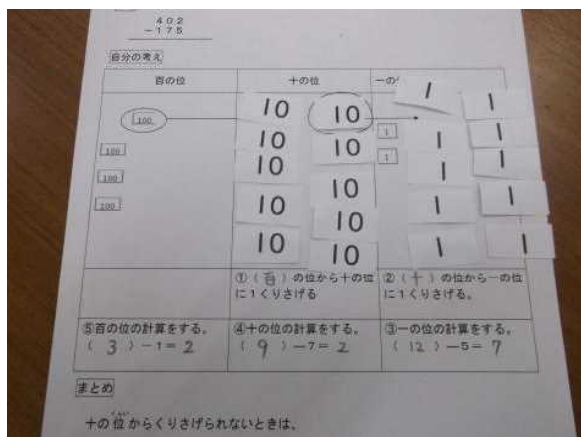 402
−175
自分の考え
百の位 十の位 一の
100 10 10 1 1
10 10 1 1 1
100 10 10 1 1 1
100 10 10 1 1
100 10 10 1 1
①(百)の位から十の位に1くりさげる
②(十)の位から一の位に1くりさげる。
⑤百の位の計算をする。
(3)−1=2
④十の位の計算をする。
(9)−7=2
③一の位の計算をする。
(12)−5=7
まとめ
十の位からくりさげられないときは、